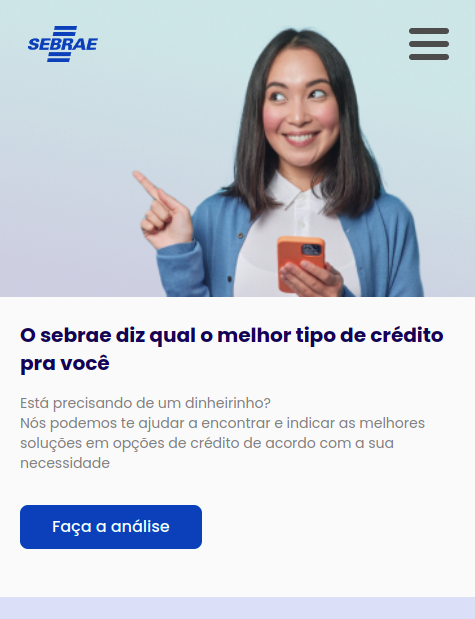 SEBRAE
O sebrae diz qual o melhor tipo de crédito
pra você
Está precisando de um dinheirinho?
Nós podemos te ajudar a encontrar e indicar as melhores
soluções em opções de crédito de acordo com a sua
necessidade
Faça a análise